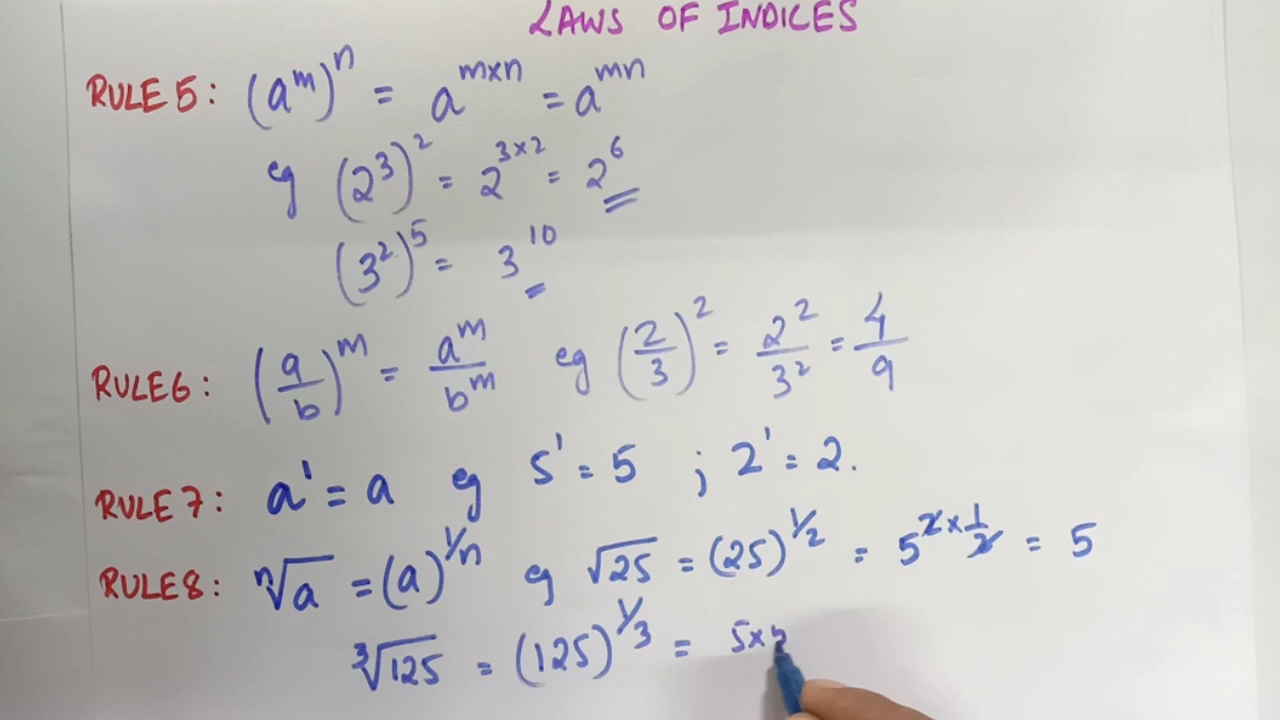 LAWS OF INDICES
RULE 5: (a^m)^n = a^{m×n} = a^{mn}
eg (2^3)^2 = 2^{3×2} = 2^6
(3^2)^5 = 3^{10}
RULE 6: (a/b)^m = a^m/b^m eg (2/3)^2 = 2^2/3^2 = 4/9
RULE 7: a^1 = a eg 5^1 = 5 ; 2^1 = 2.
RULE 8: ⁿ√a = (a)^{1/n} eg √25 = (25)^{1/2} = 5^{2×1/2} = 5
³√125 = (125)^{1/3} = 5×